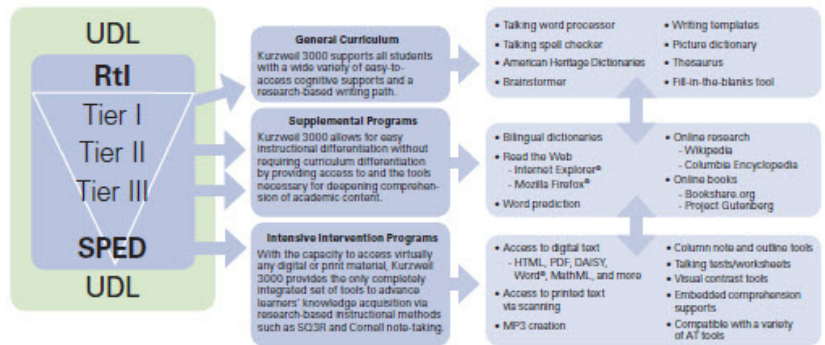 UDL
RtI
Tier I
Tier II
Tier III
SPED
UDL
General Curriculum
Kurzweil 3000 supports all students
with a wide variety of easy-to-
access cognitive supports and a
research-based writing path.
Supplemental Programs
Kurzweil 3000 allows for easy
instructional differentiation without
requiring curriculum differentiation
by providing access to and the tools
necessary for deepening comprehen-
sion of academic content.
Intensive Intervention Programs
With the capacity to access virtually
any digital or print material, Kurzweil
3000 provides the only completely
integrated set of tools to advance
learners' knowledge acquisition via
research-based instructional methods
such as SQ3R and Cornell note-taking.
• Talking word processor
• Talking spell checker
• American Heritage Dictionaries
• Brainstormer
• Writing templates
• Picture dictionary
• Thesaurus
• Fill-in-the-blanks tool
• Bilingual dictionaries
• Read the Web
- Internet Explorer®
- Mozilla Firefox®
• Word prediction
• Online research
- Wikipedia
- Columbia Encyclopedia
• Online books
- Bookshare.org
- Project Gutenberg
• Access to digital text
- HTML, PDF, DAISY,
Word®, MathML, and more
• Access to printed text
via scanning
• MP3 creation
• Column note and outline tools
• Talking tests/worksheets
• Visual contrast tools
• Embedded comprehension
supports
• Compatible with a variety
of AT tools